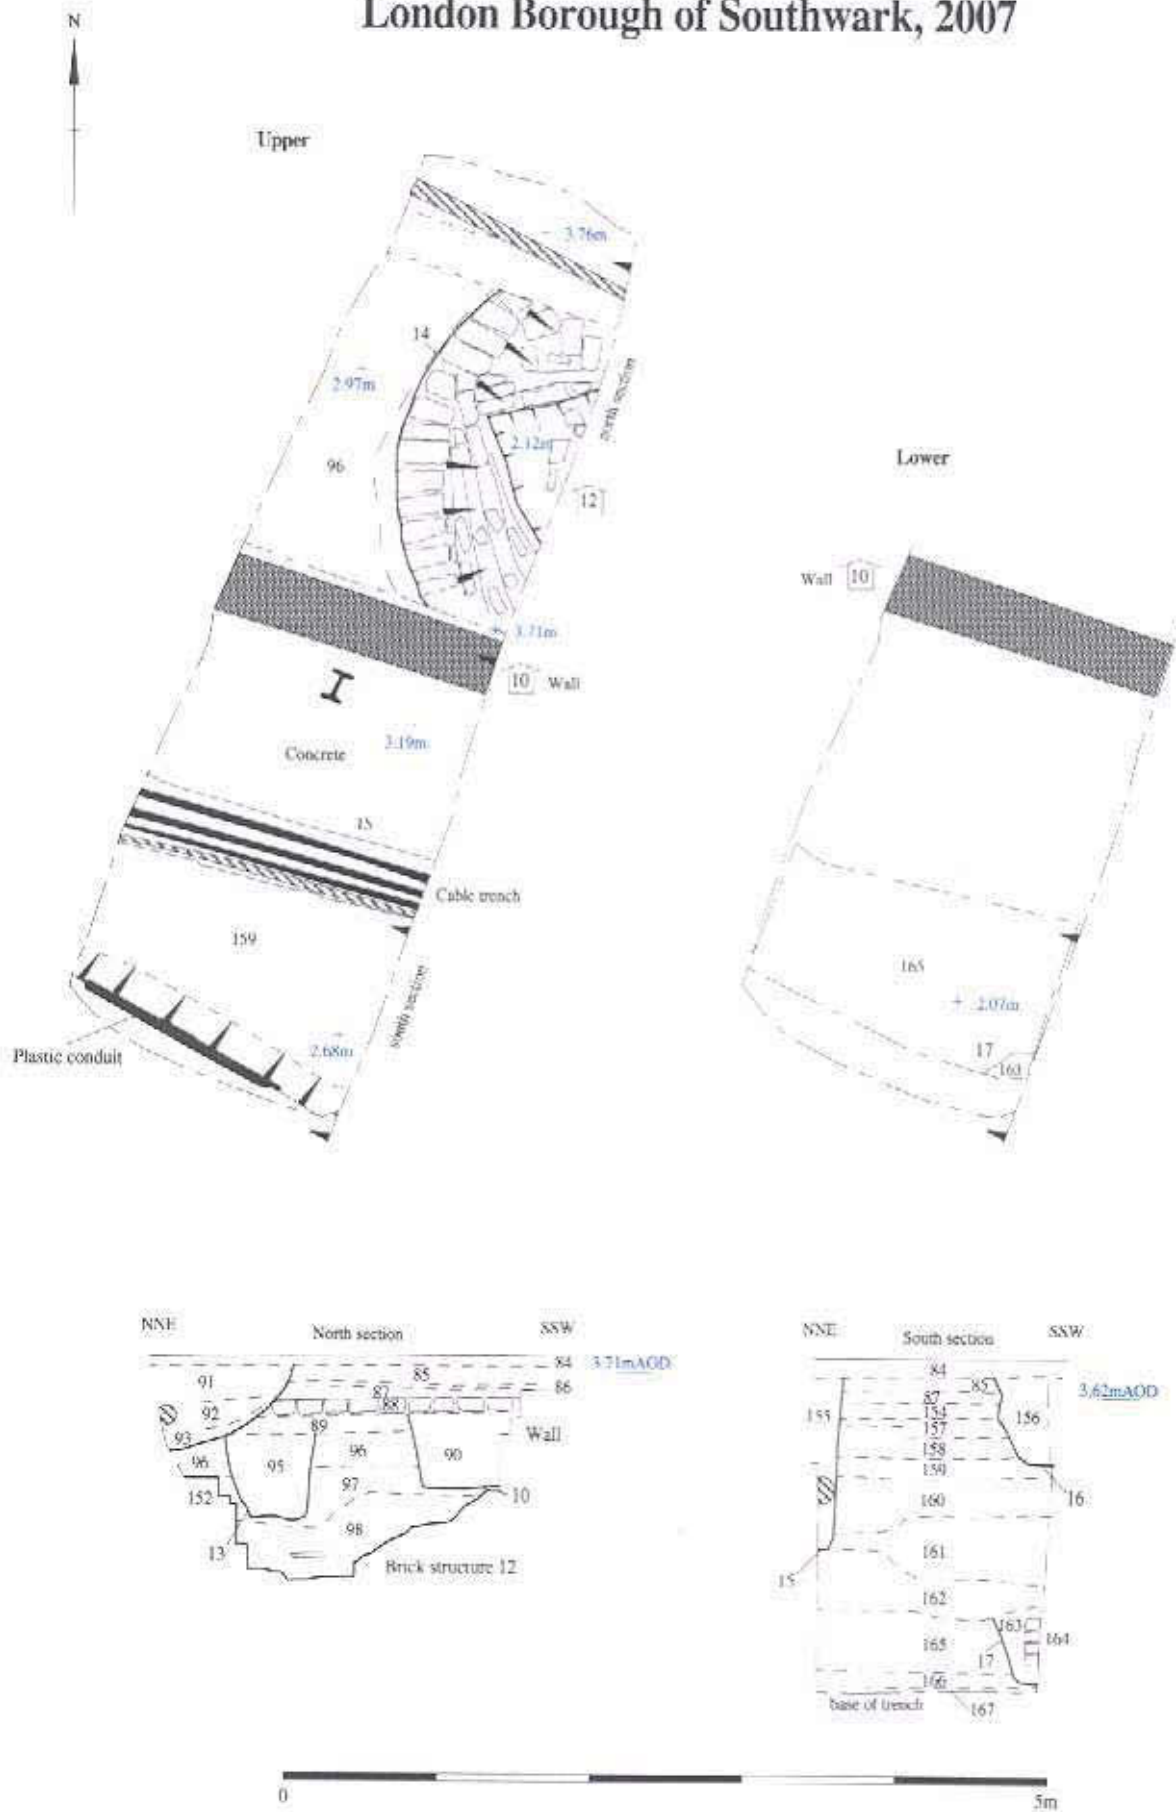 London Borough of Southwark, 2007
N
Upper
3.76m
14
2.97m
north section
2.12m
96
12
3.71m
10 Wall
Concrete
3.19m
15
Cable trench
159
south section
Plastic conduit
2.68m
Lower
Wall 10
165
2.07m
17
163
NNE
North section
SSW
84
3.71mAOD
85
86
91
87
88
92
89
Wall
93
96
96
95
90
97
152
10
98
13
Brick structure 12
NNE
South section
SSW
84
85
3.62mAOD
87
155
154
156
157
158
159
16
160
161
15
162
163
165
164
17
166
base of trench
167
0
5m